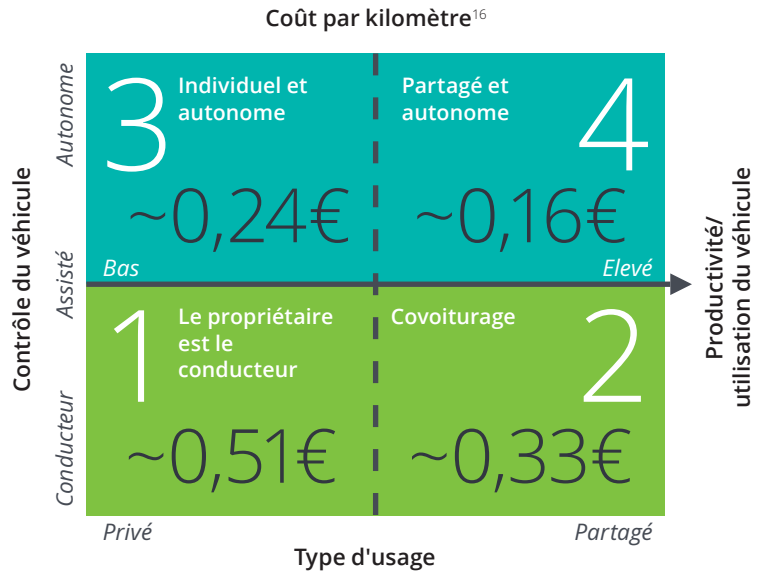 Coût par kilomètre16
Autonome
Assisté
Conducteur
Contrôle du véhicule
3
Individuel et
autonome
~0,24€
Bas
Partagé et
autonome
4
~0,16€
Elevé
1
Le propriétaire
est le
conducteur
~0,51€
Covoiturage
2
~0,33€
Productivité/
utilisation du véhicule
Privé
Partagé
Type d'usage